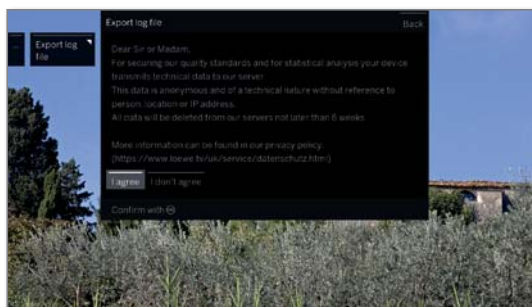 Export log file
Back
Export log
file
Dear Sir or Madam,
For securing our quality standards and for statistical analysis your device
transmits technical data to our server.
This data is anonymous and of a technical nature without reference to
person, location or IP address.
All data will be deleted from our servers not later than 6 weeks.
More information can be found in our privacy policy.
(https://www.loewe.tv/uk/service/datenschutz.html)
I agree
I don't agree
Confirm with